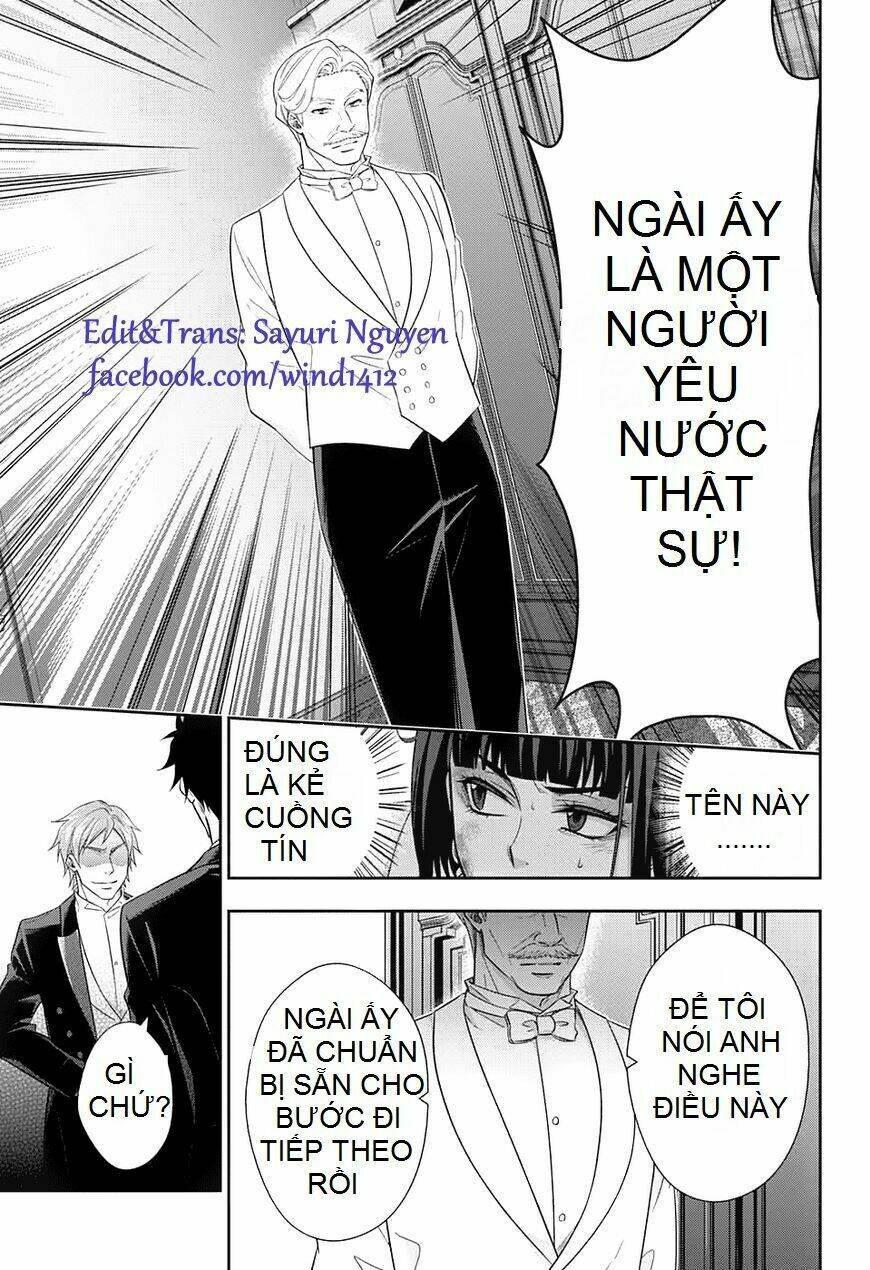 NGÀI ẤY
LÀ MỘT
NGƯỜI
YÊU
NƯỚC
THẬT
SỰ!
Edit&Trans: Sayuri Nguyen
facebook.com/wind1412
TÊN NÀY
.......
ĐÚNG
LÀ KẺ
CUỒNG
TÍN
ĐỂ TÔI
NÓI ANH
NGHE
ĐIỀU NÀY
NGÀI ẤY
ĐÃ CHUẨN
BỊ SẴN CHO
BƯỚC ĐI
TIẾP THEO
RỒI
GÌ
CHỨ?